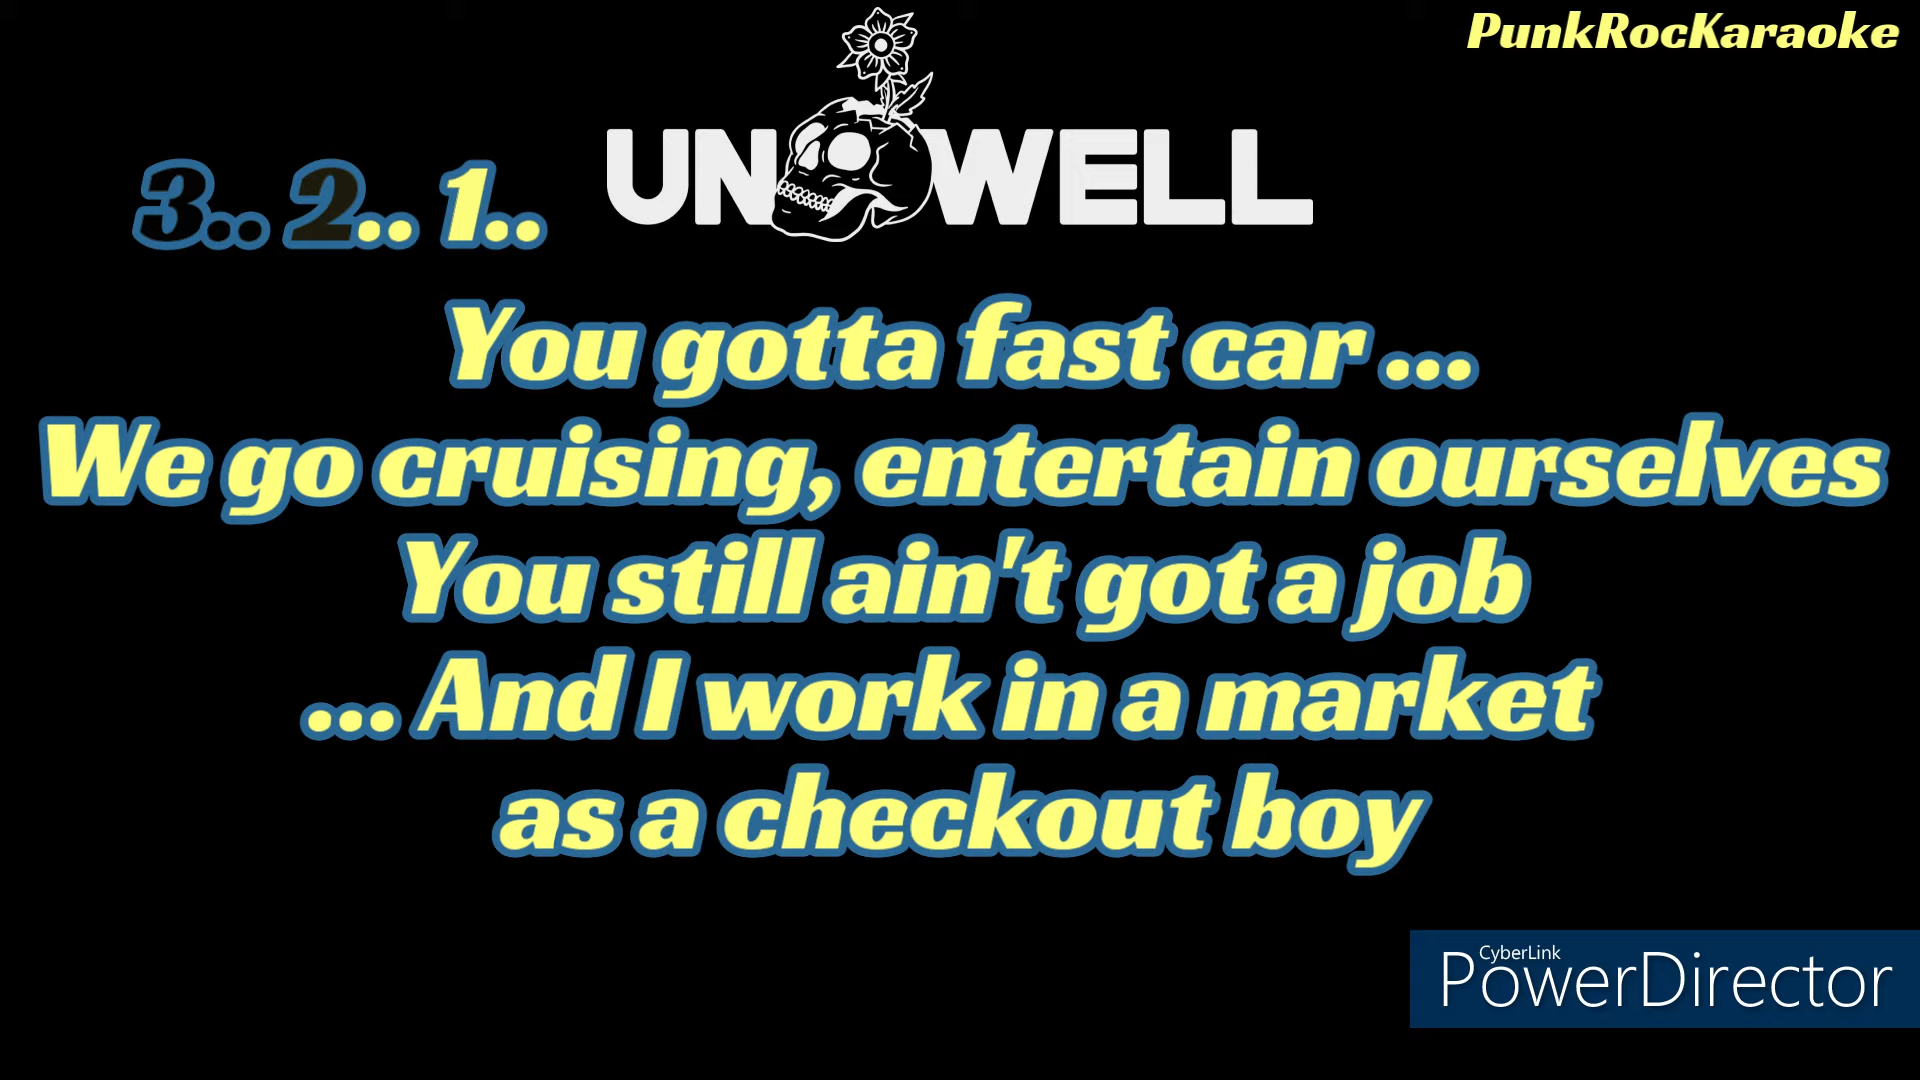 PunkRocKaraoke
UNOWELL
3.. 2.. 1..
You gotta fast car ...
We go cruising, entertain ourselves
You still ain't got a job
... And I work in a market
as a checkout boy
CyberLink
PowerDirector